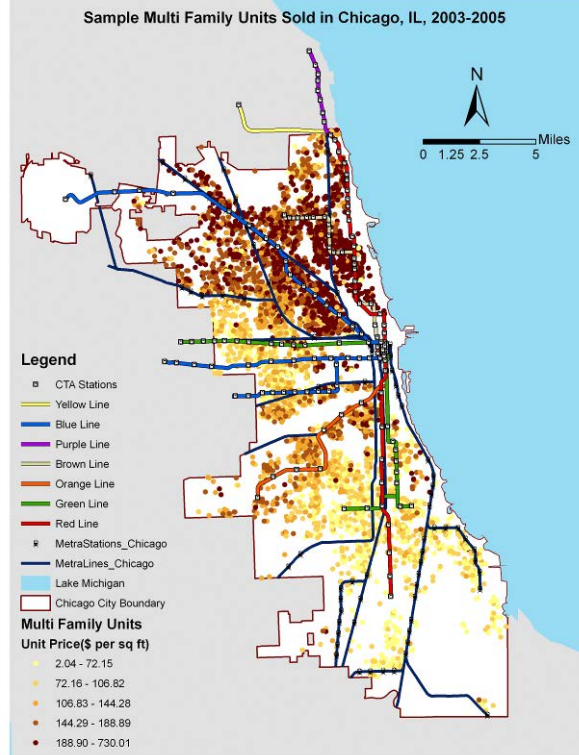 Sample Multi Family Units Sold in Chicago, IL, 2003-2005
N
Miles
0 1.25 2.5 5
Legend
CTA Stations
Yellow Line
Blue Line
Purple Line
Brown Line
Orange Line
Green Line
Red Line
MetraStations_Chicago
MetraLines_Chicago
Lake Michigan
Chicago City Boundary
Multi Family Units
Unit Price($ per sq ft)
2.04 - 72.15
72.16 - 106.82
106.83 - 144.28
144.29 - 188.89
188.90 - 730.01